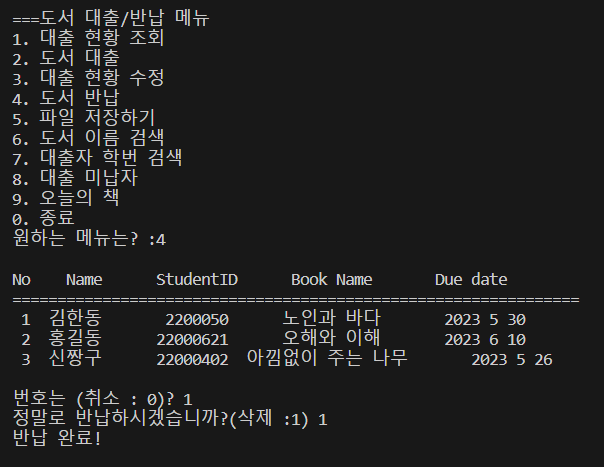 ===도서 대출/반납 메뉴
1. 대출 현황 조회
2. 도서 대출
3. 대출 현황 수정
4. 도서 반납
5. 파일 저장하기
6. 도서 이름 검색
7. 대출자 학번 검색
8. 대출 미납자
9. 오늘의 책
0. 종료
원하는 메뉴는? :4
No Name StudentID Book Name Due date
===============================================================
1 김한동 2200050 노인과 바다 2023 5 30
2 홍길동 22000621 오해와 이해 2023 6 10
3 신짱구 22000402 아낌없이 주는 나무 2023 5 26
번호는 (취소 : 0)? 1
정말로 반납하시겠습니까?(삭제 :1) 1
반납 완료!